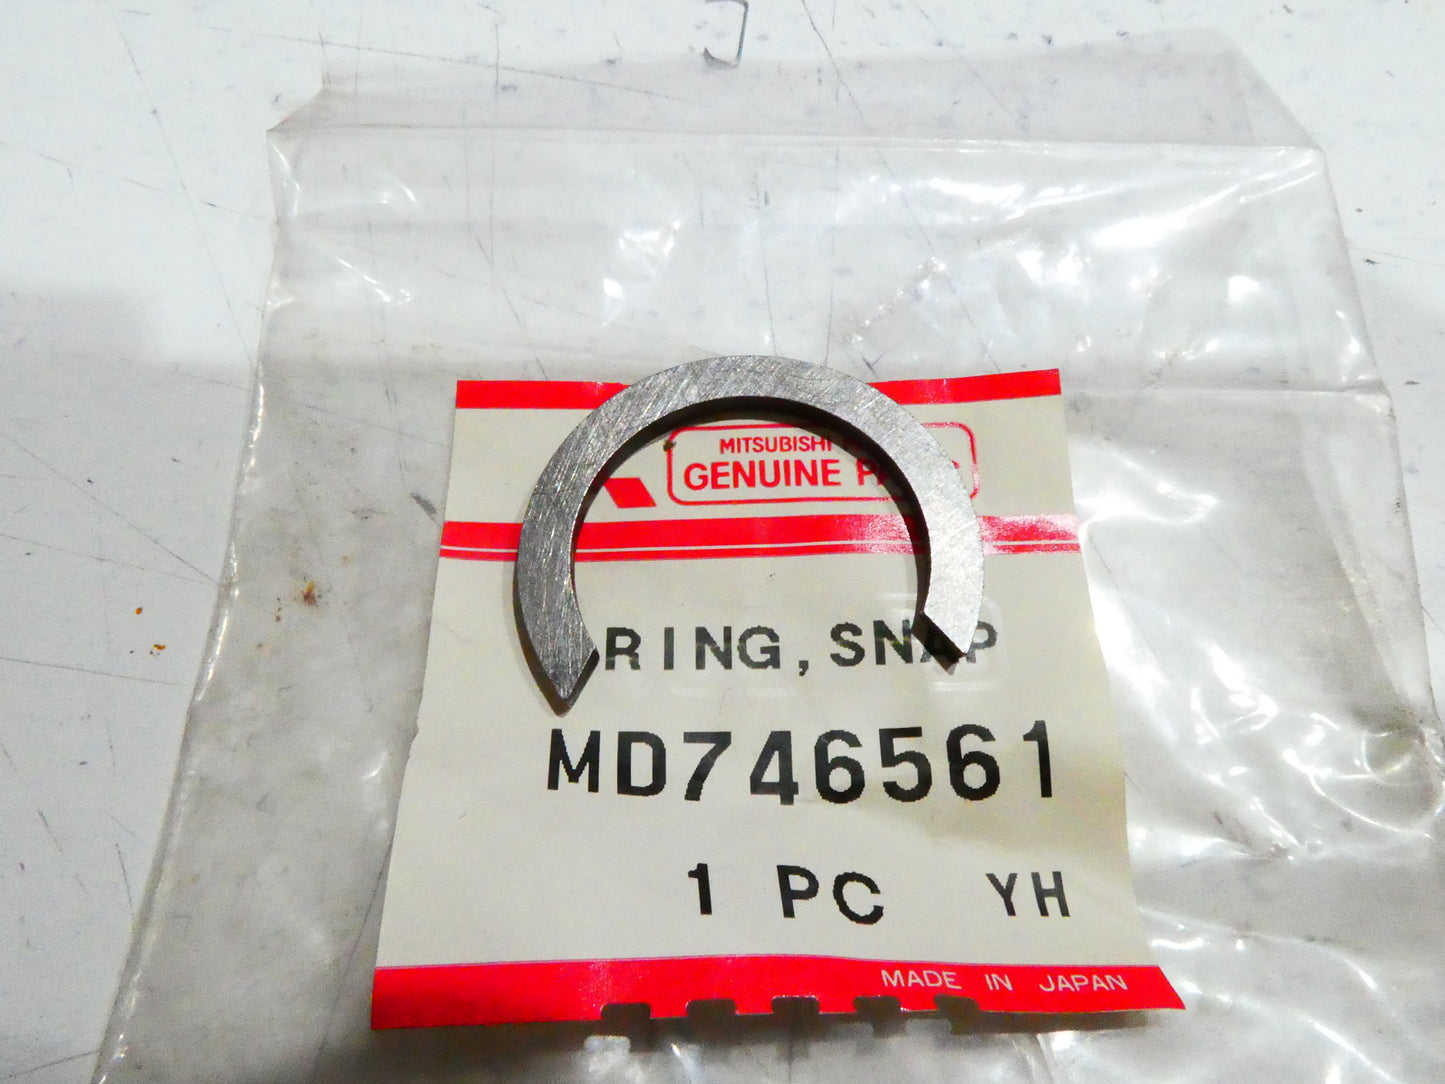 MITSUBISHI
GENUINE
RING, SNAP
MD746561
1 PC YH
MADE IN JAPAN